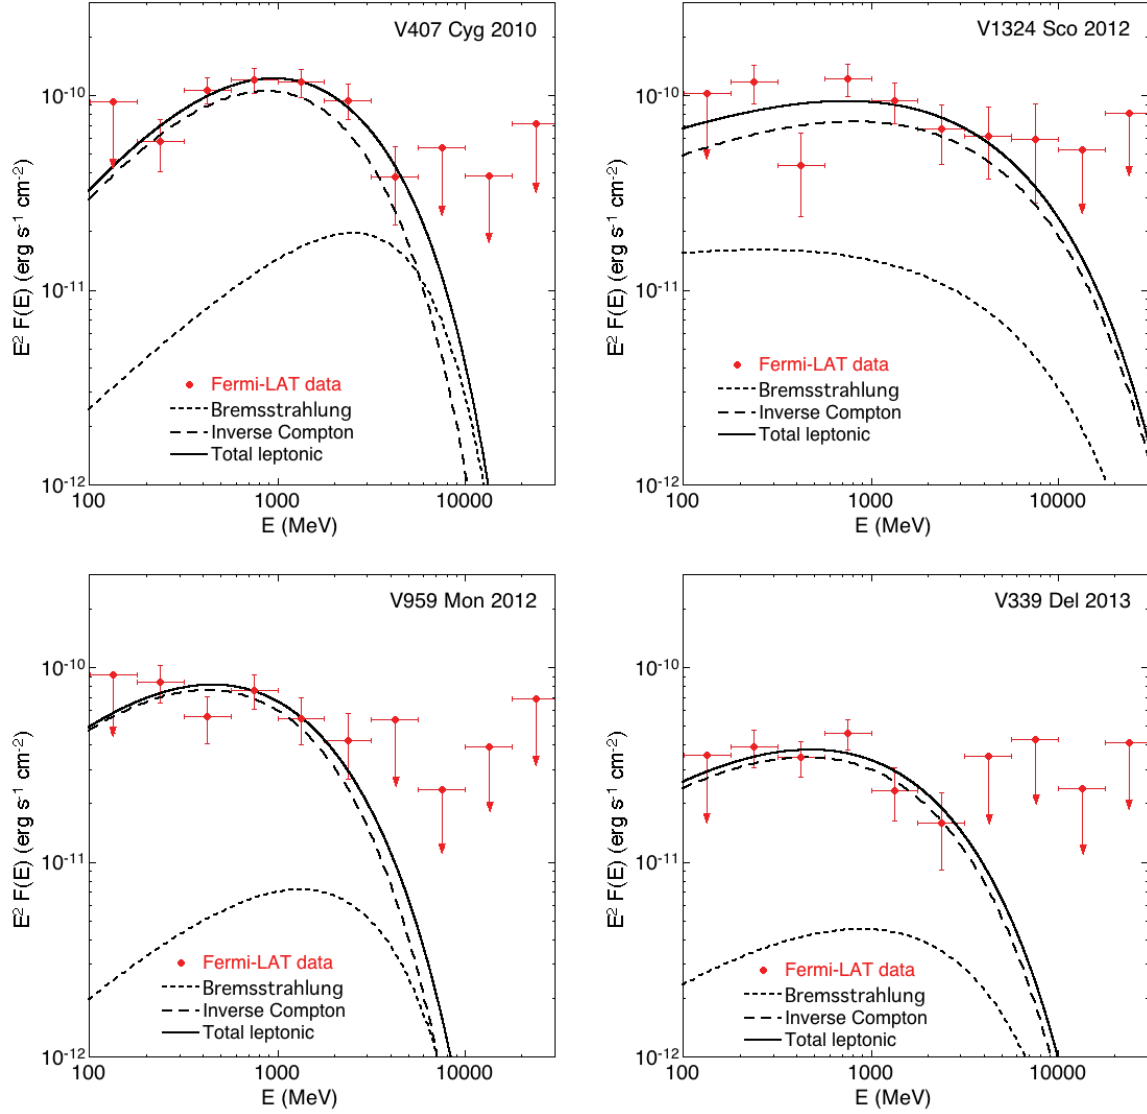 V407 Cyg 2010
E² F(E) (erg s⁻¹ cm⁻²)
10⁻¹⁰
10⁻¹¹
10⁻¹²
Fermi-LAT data
Bremsstrahlung
Inverse Compton
Total leptonic
100 1000 10000
E (MeV)
V1324 Sco 2012
E² F(E) (erg s⁻¹ cm⁻²)
10⁻¹⁰
10⁻¹¹
10⁻¹²
Fermi-LAT data
Bremsstrahlung
Inverse Compton
Total leptonic
100 1000 10000
E (MeV)
V959 Mon 2012
E² F(E) (erg s⁻¹ cm⁻²)
10⁻¹⁰
10⁻¹¹
10⁻¹²
Fermi-LAT data
Bremsstrahlung
Inverse Compton
Total leptonic
100 1000 10000
E (MeV)
V339 Del 2013
E² F(E) (erg s⁻¹ cm⁻²)
10⁻¹⁰
10⁻¹¹
10⁻¹²
Fermi-LAT data
Bremsstrahlung
Inverse Compton
Total leptonic
100 1000 10000
E (MeV)